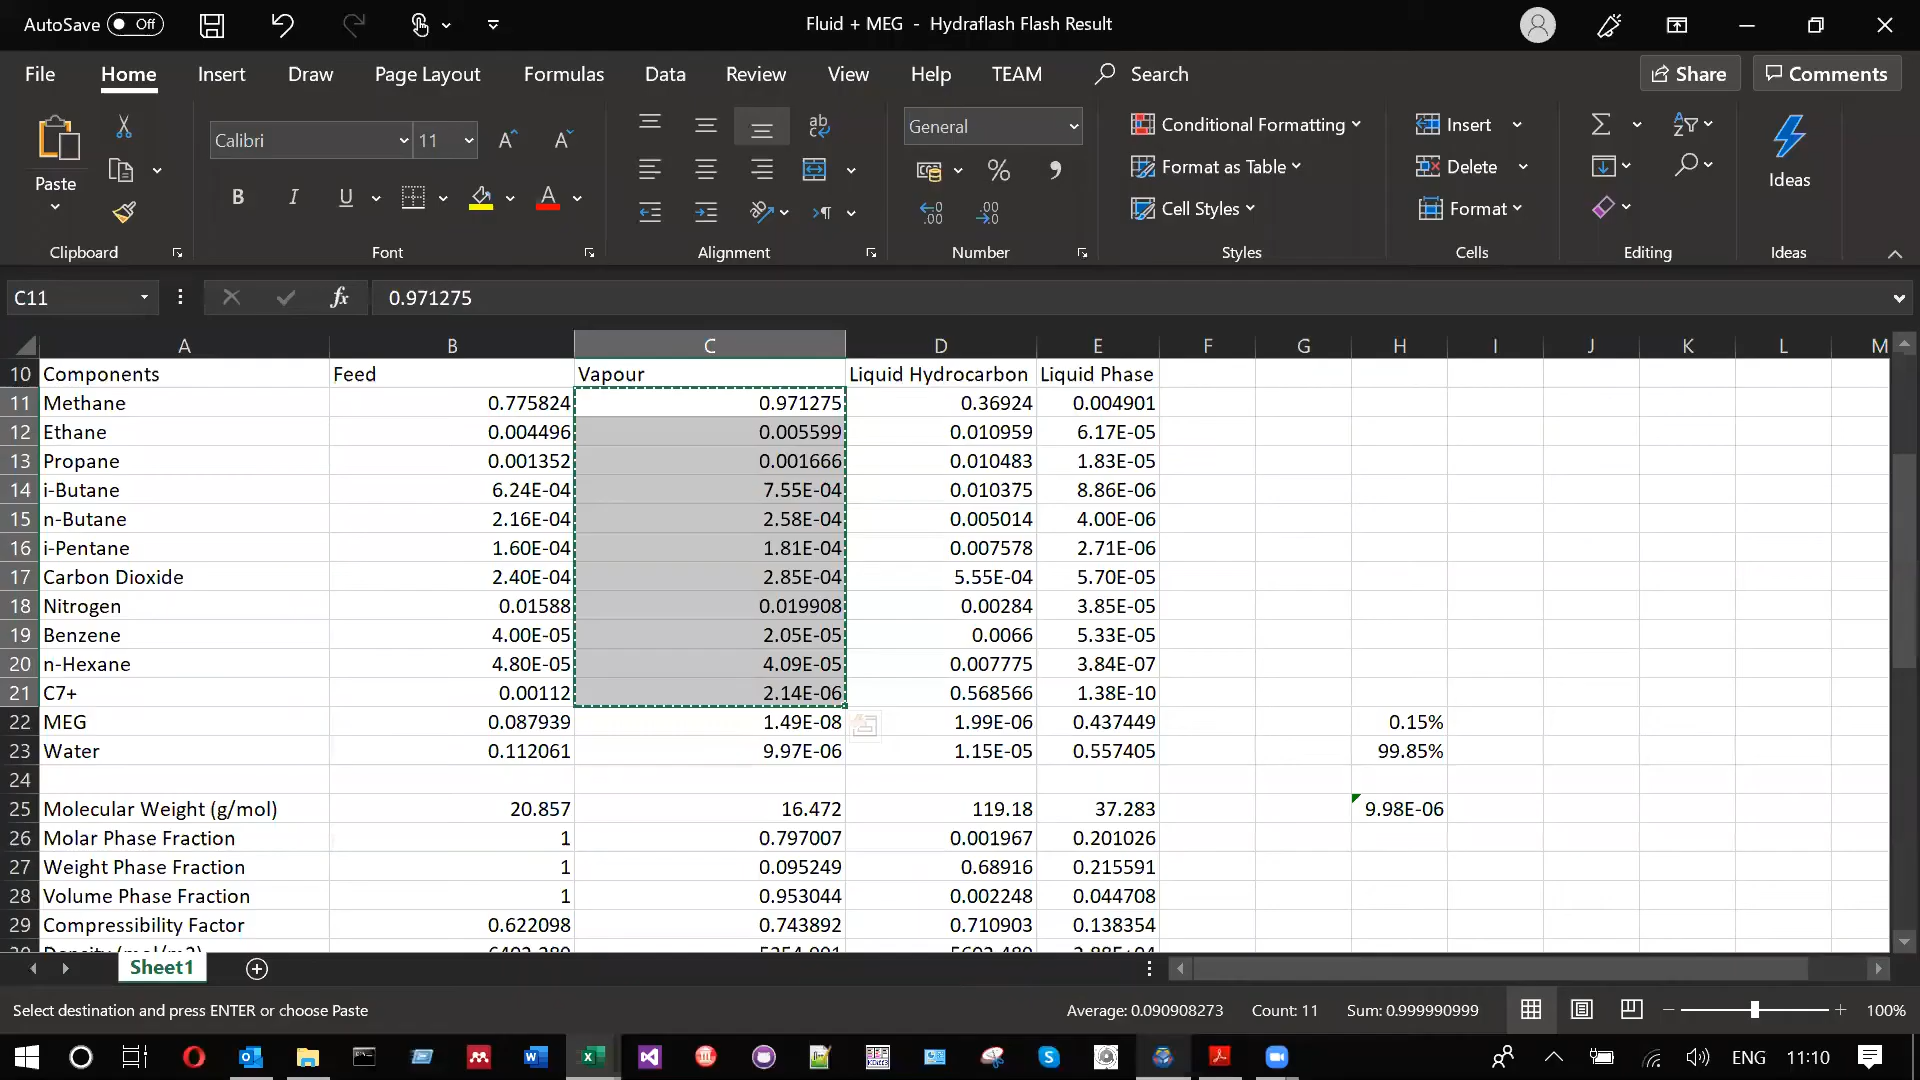 AutoSave Off
Fluid + MEG - Hydraflash Flash Result
File Home Insert Draw Page Layout Formulas Data Review View Help TEAM Search Share Comments
Calibri 11 General
Conditional Formatting Insert
Paste Format as Table Delete Ideas
Cell Styles Format
Clipboard Font Alignment Number Styles Cells Editing Ideas
C11 fx 0.971275
A B C D E F G H I J K L M
10 Components Feed Vapour Liquid Hydrocarbon Liquid Phase
11 Methane 0.775824 0.971275 0.36924 0.004901
12 Ethane 0.004496 0.005599 0.010959 6.17E-05
13 Propane 0.001352 0.001666 0.010483 1.83E-05
14 i-Butane 6.24E-04 7.55E-04 0.010375 8.86E-06
15 n-Butane 2.16E-04 2.58E-04 0.005014 4.00E-06
16 i-Pentane 1.60E-04 1.81E-04 0.007578 2.71E-06
17 Carbon Dioxide 2.40E-04 2.85E-04 5.55E-04 5.70E-05
18 Nitrogen 0.01588 0.019908 0.00284 3.85E-05
19 Benzene 4.00E-05 2.05E-05 0.0066 5.33E-05
20 n-Hexane 4.80E-05 4.09E-05 0.007775 3.84E-07
21 C7+ 0.00112 2.14E-06 0.568566 1.38E-10
22 MEG 0.087939 1.49E-08 1.99E-06 0.437449 0.15%
23 Water 0.112061 9.97E-06 1.15E-05 0.557405 99.85%
24
25 Molecular Weight (g/mol) 20.857 16.472 119.18 37.283 9.98E-06
26 Molar Phase Fraction 1 0.797007 0.001967 0.201026
27 Weight Phase Fraction 1 0.095249 0.68916 0.215591
28 Volume Phase Fraction 1 0.953044 0.002248 0.044708
29 Compressibility Factor 0.622098 0.743892 0.710903 0.138354
Sheet1
Select destination and press ENTER or choose Paste Average: 0.090908273 Count: 11 Sum: 0.999990999 100%
ENG 11:10